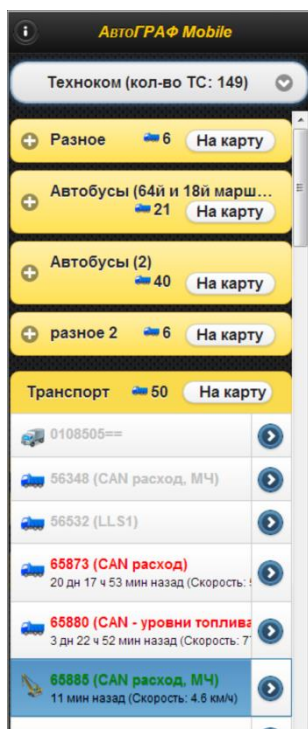 АвтоГРАФ Mobile
Техноком (кол-во ТС: 149)
Разное 6 На карту
Автобусы (64й и 18й марш...
21 На карту
Автобусы (2)
40 На карту
разное 2 6 На карту
Транспорт 50 На карту
0108505==
56348 (CAN расход, МЧ)
56532 (LLS1)
65873 (CAN расход)
20 дн 17 ч 53 мин назад (Скорость:
65880 (CAN - уровни топлива
3 дн 22 ч 52 мин назад (Скорость: 7
65885 (CAN расход, МЧ)
11 мин назад (Скорость: 4.6 км/ч)